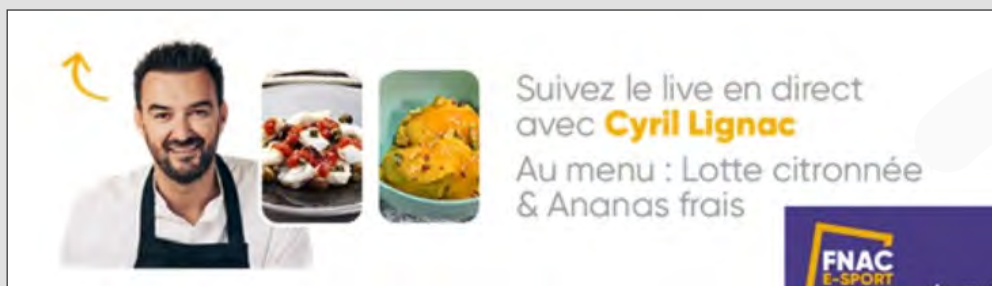 Suivez le live en direct
avec Cyril Lignac
Au menu : Lotte citronnée
& Ananas frais
FNAC
E-SPORT